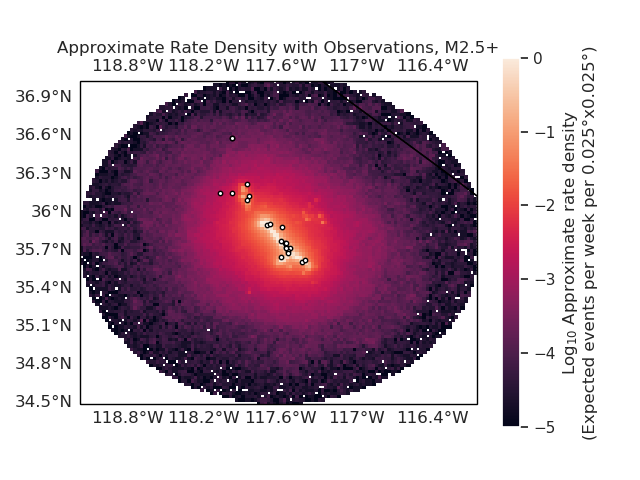 Approximate Rate Density with Observations, M2.5+
118.8°W 118.2°W 117.6°W 117°W 116.4°W
36.9°N
36.6°N
36.3°N
36°N
35.7°N
35.4°N
35.1°N
34.8°N
34.5°N
118.8°W 118.2°W 117.6°W 117°W 116.4°W
0
−1
−2
−3
−4
−5
Log10 Approximate rate density
(Expected events per week per 0.025°x0.025°)